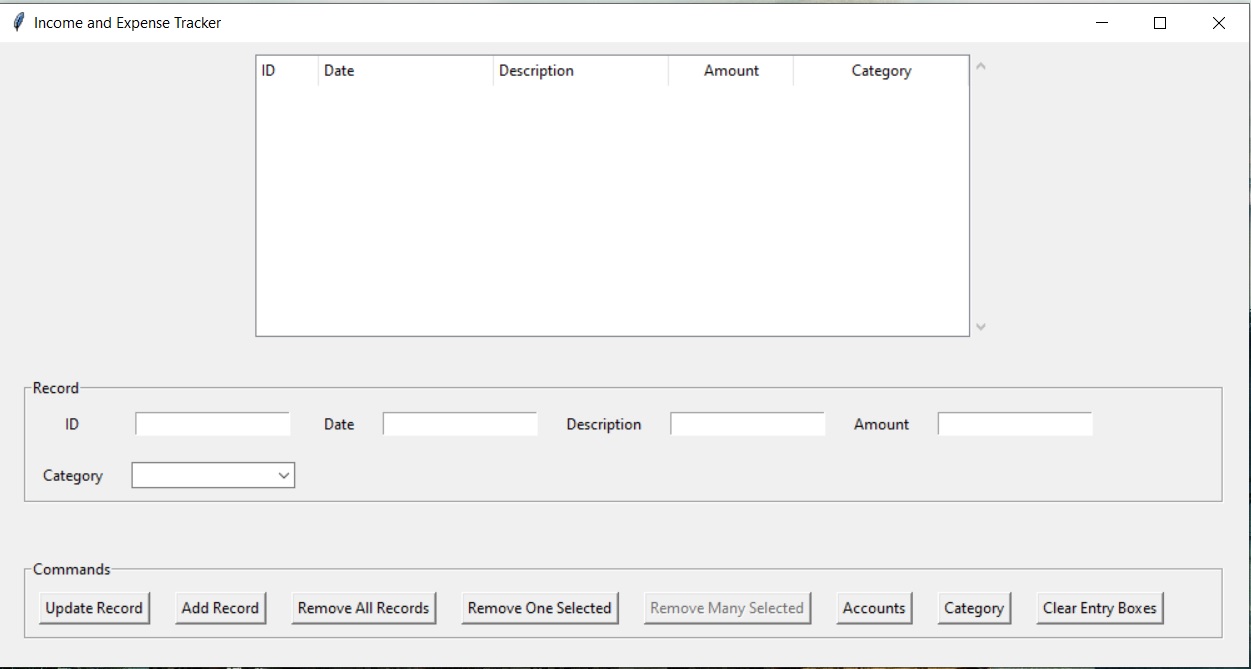 Income and Expense Tracker
ID Date Description Amount Category
Record
ID Date Description Amount
Category
Commands
Update Record Add Record Remove All Records Remove One Selected Remove Many Selected Accounts Category Clear Entry Boxes